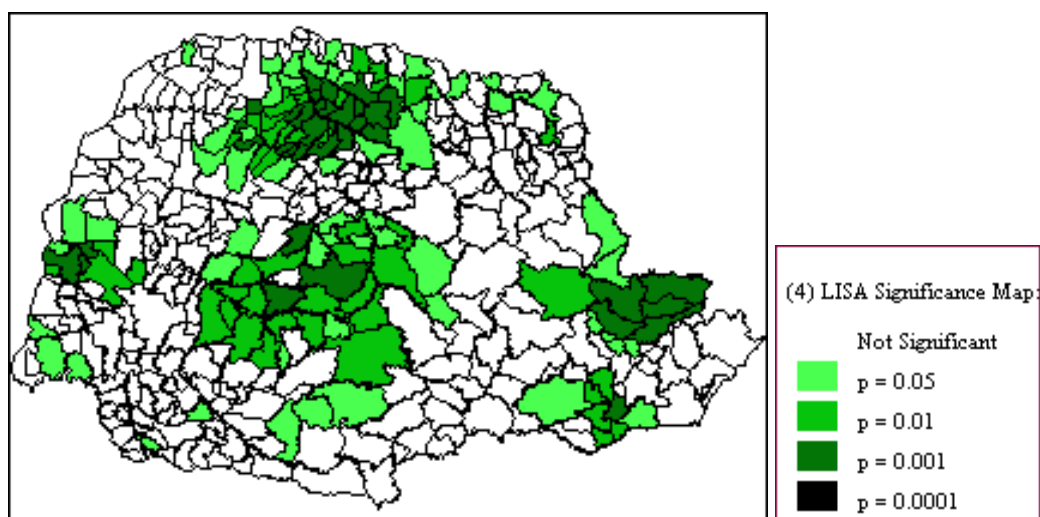 (4) LISA Significance Map:
Not Significant
p = 0.05
p = 0.01
p = 0.001
p = 0.0001